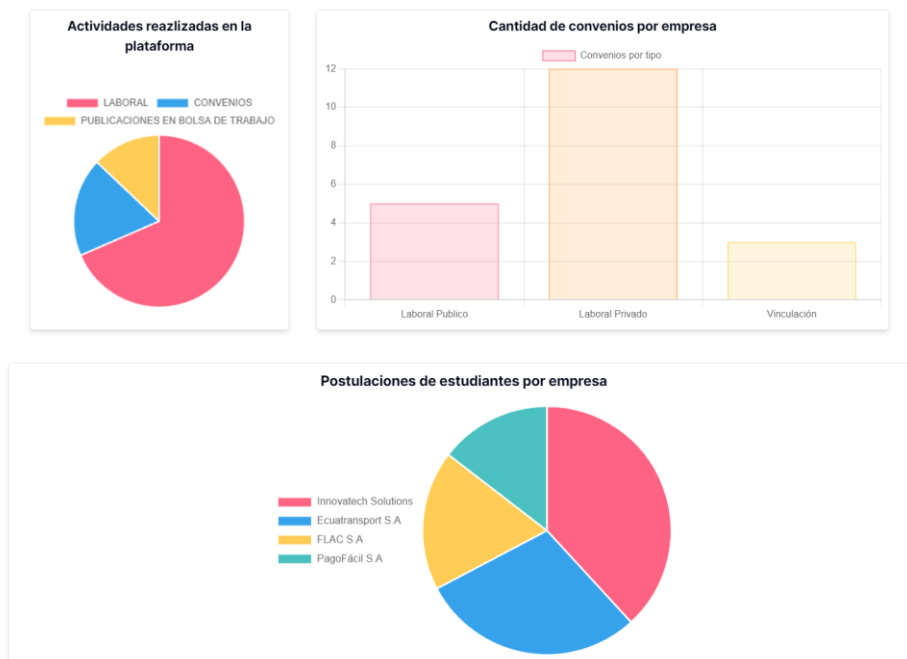 Actividades reazlizadas en la
plataforma
LABORAL CONVENIOS
PUBLICACIONES EN BOLSA DE TRABAJO
Cantidad de convenios por empresa
Convenios por tipo
12
10
8
6
4
2
0
Laboral Publico Laboral Privado Vinculación
Postulaciones de estudiantes por empresa
Innovatech Solutions
Ecuatransport S.A
FLAC S.A
PagoFácil S.A